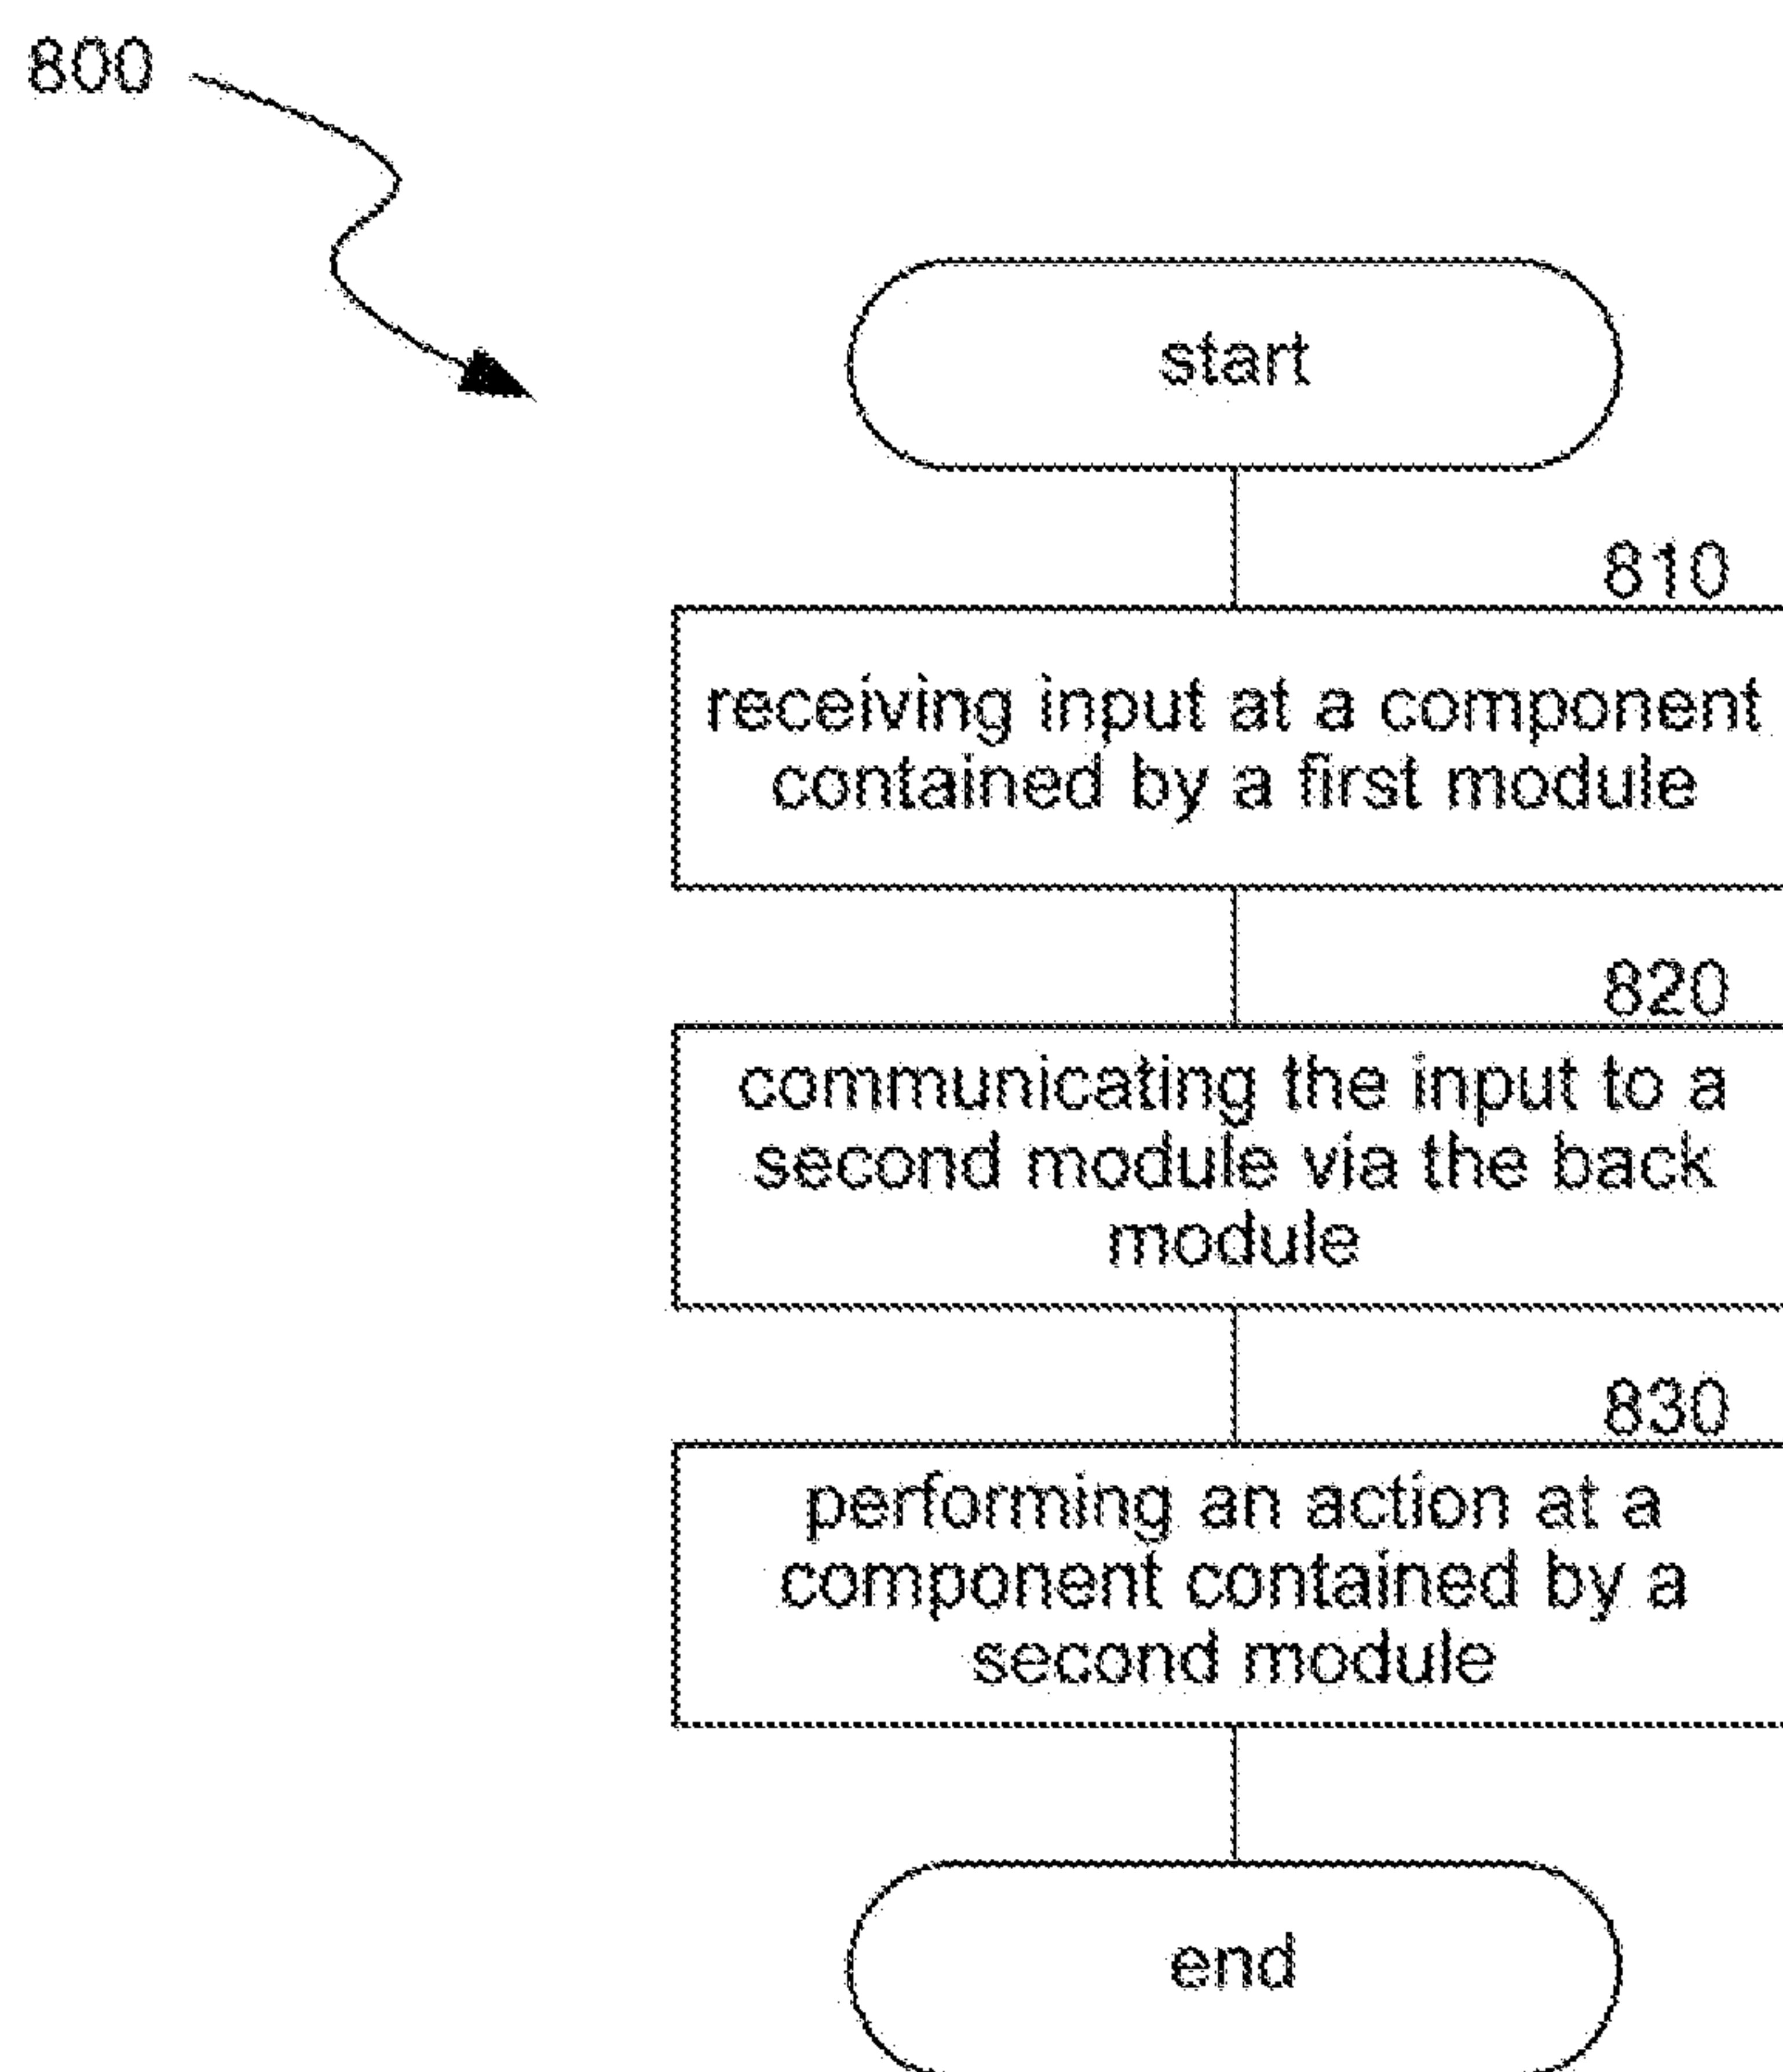 800
start
810
receiving input at a component
contained by a first module
820
communicating the input to a
second module via the back
module
830
performing an action at a
component contained by a
second module
end